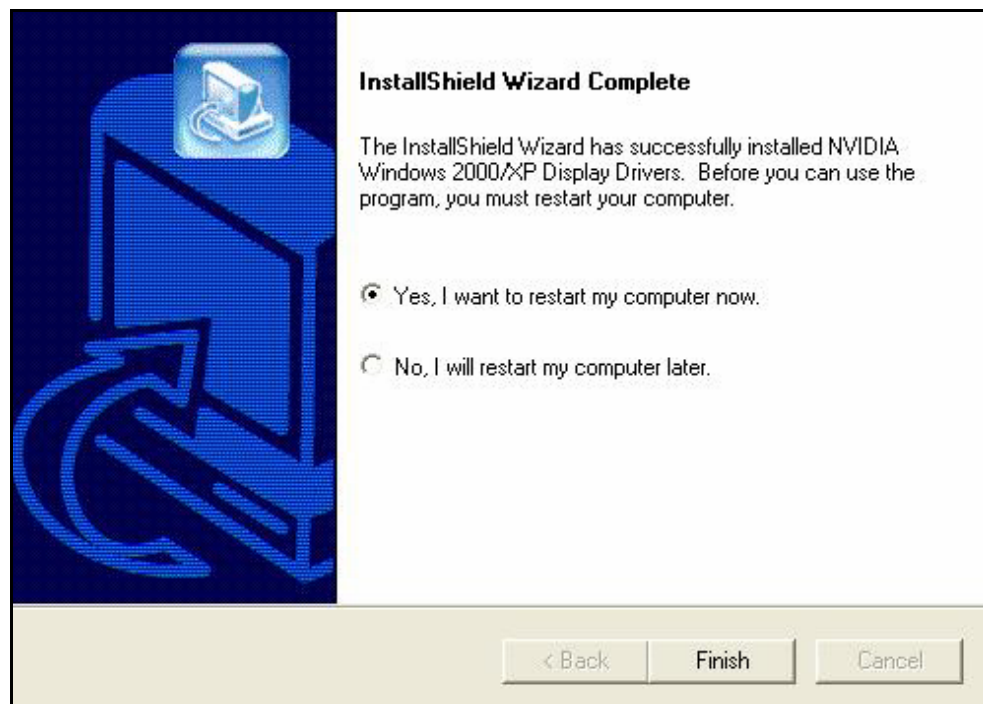 InstallShield Wizard Complete
The InstallShield Wizard has successfully installed NVIDIA
Windows 2000/XP Display Drivers.  Before you can use the
program, you must restart your computer.
Yes, I want to restart my computer now.
No, I will restart my computer later.
< Back
Finish
Cancel